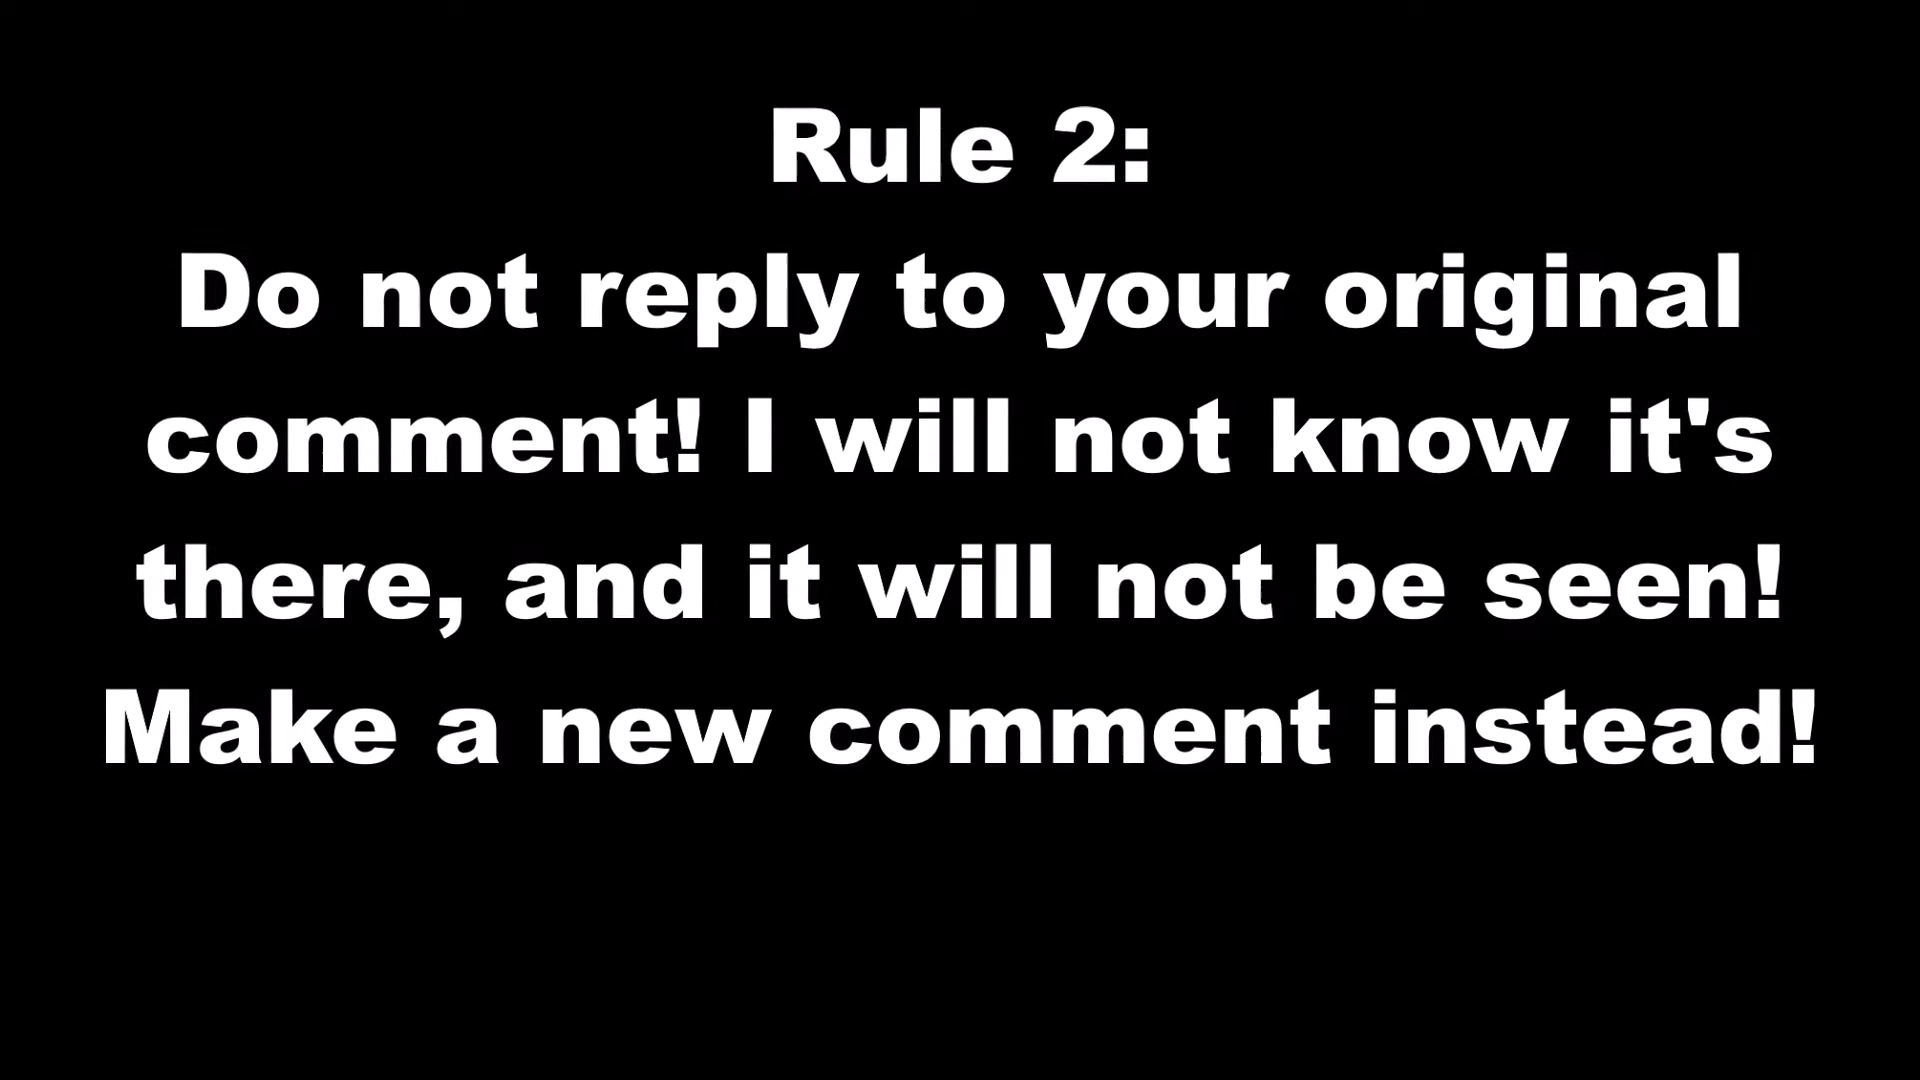 Rule 2:
Do not reply to your original
comment! I will not know it's
there, and it will not be seen!
Make a new comment instead!